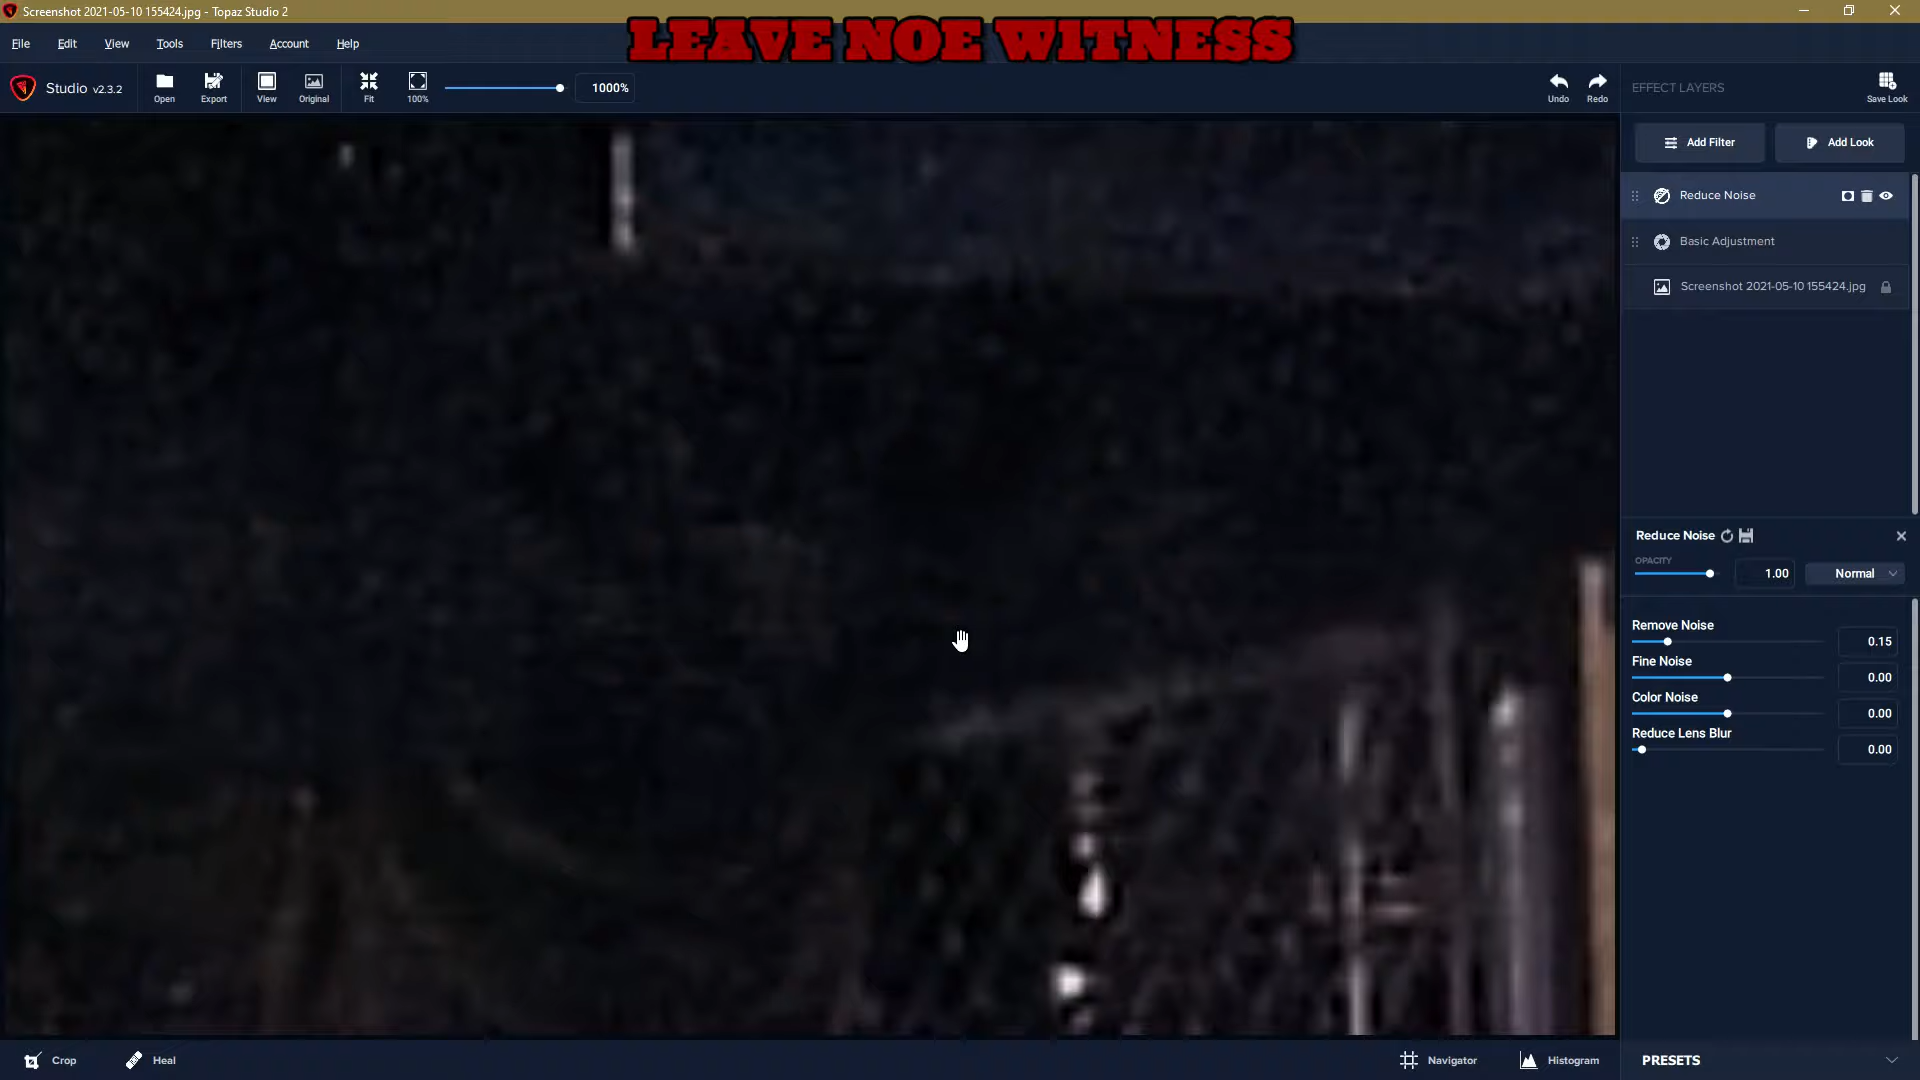 Screenshot 2021-05-10 155424.jpg - Topaz Studio 2
LEAVE NOE WITNESS
File Edit View Tools Filters Account Help
Studio v2.3.2
Open Export View Original Fit 100% 1000% Undo Redo
EFFECT LAYERS
Save Look
Add Filter Add Look
Reduce Noise
Basic Adjustment
Screenshot 2021-05-10 155424.jpg
Reduce Noise
OPACITY
1.00 Normal
Remove Noise
0.15
Fine Noise
0.00
Color Noise
0.00
Reduce Lens Blur
0.00
Crop Heal Navigator Histogram PRESETS